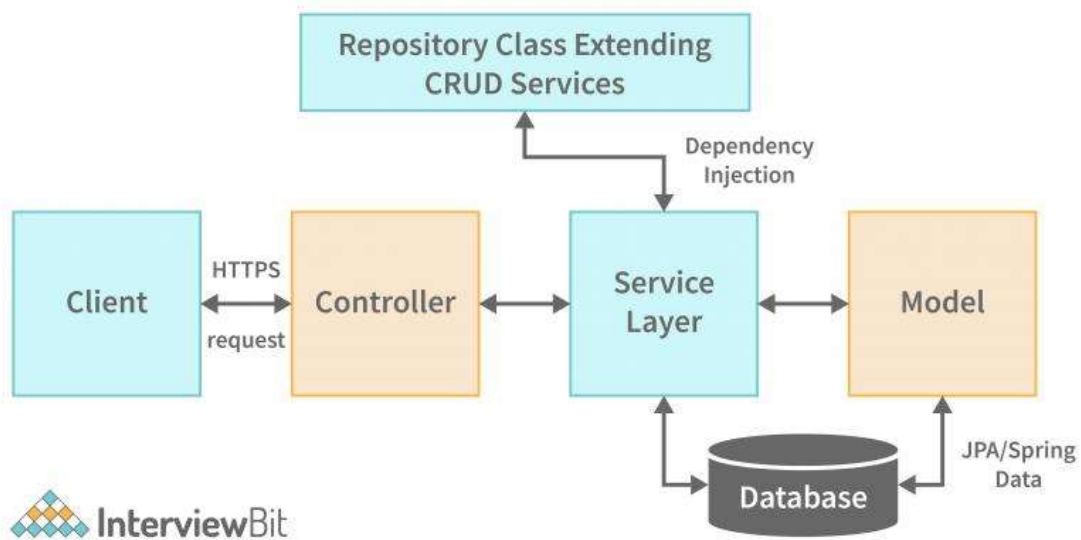 Repository Class Extending
CRUD Services
Dependency
Injection
Client
HTTPS
request
Controller
Service
Layer
Model
Database
JPA/Spring
Data
InterviewBit